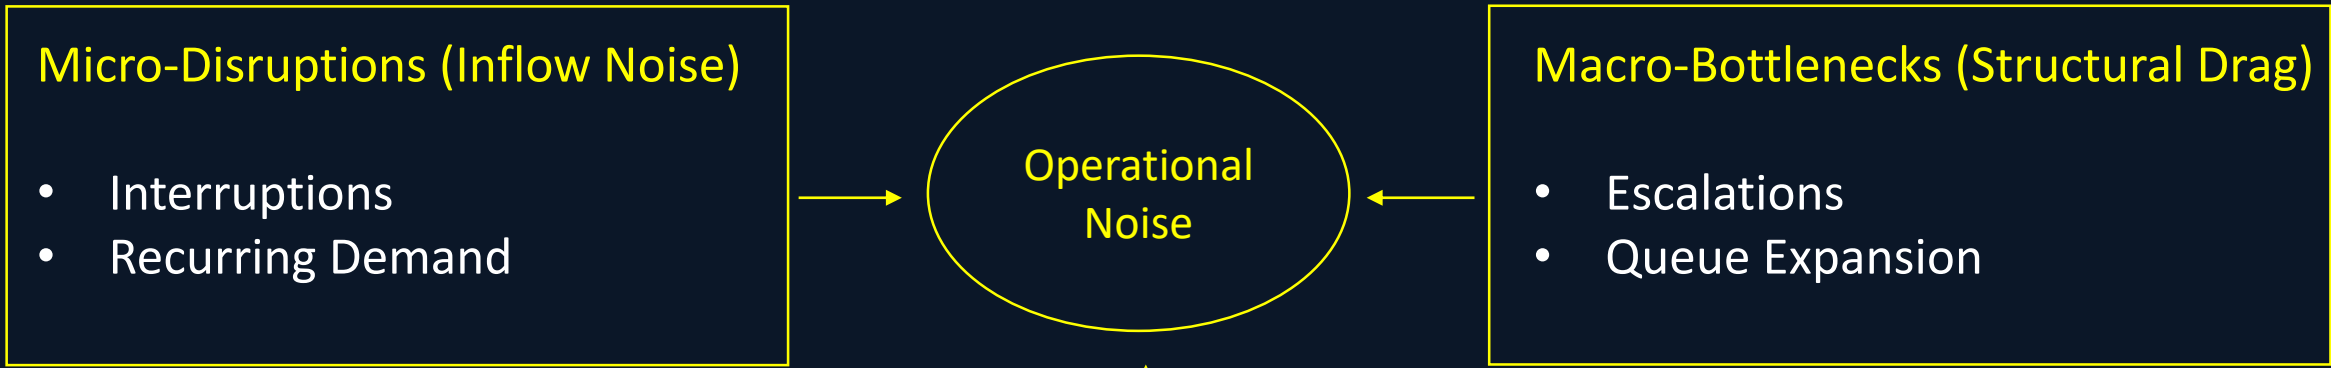 Micro-Disruptions (Inflow Noise)
• Interruptions
• Recurring Demand
Operational
Noise
Macro-Bottlenecks (Structural Drag)
• Escalations
• Queue Expansion